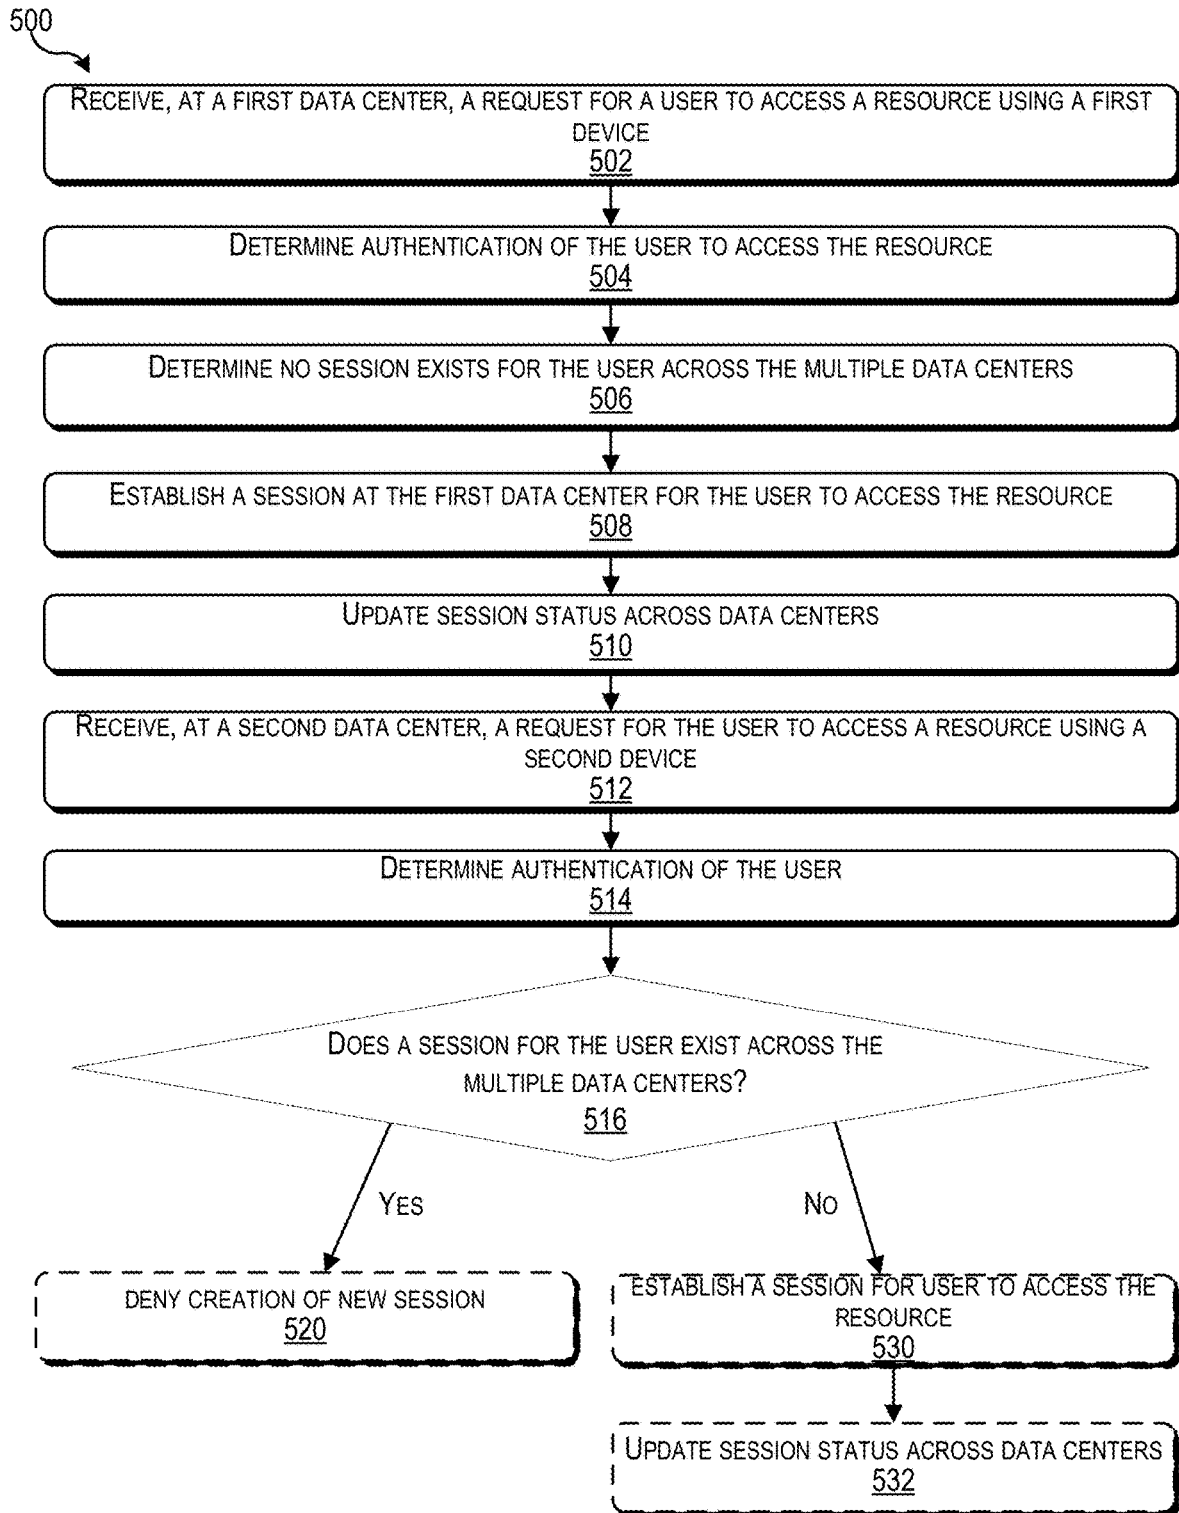 500
RECEIVE, AT A FIRST DATA CENTER, A REQUEST FOR A USER TO ACCESS A RESOURCE USING A FIRST
DEVICE
502
DETERMINE AUTHENTICATION OF THE USER TO ACCESS THE RESOURCE
504
DETERMINE NO SESSION EXISTS FOR THE USER ACROSS THE MULTIPLE DATA CENTERS
506
ESTABLISH A SESSION AT THE FIRST DATA CENTER FOR THE USER TO ACCESS THE RESOURCE
508
UPDATE SESSION STATUS ACROSS DATA CENTERS
510
RECEIVE, AT A SECOND DATA CENTER, A REQUEST FOR THE USER TO ACCESS A RESOURCE USING A
SECOND DEVICE
512
DETERMINE AUTHENTICATION OF THE USER
514
DOES A SESSION FOR THE USER EXIST ACROSS THE
MULTIPLE DATA CENTERS?
516
YES
NO
DENY CREATION OF NEW SESSION
520
ESTABLISH A SESSION FOR USER TO ACCESS THE
RESOURCE
530
UPDATE SESSION STATUS ACROSS DATA CENTERS
532